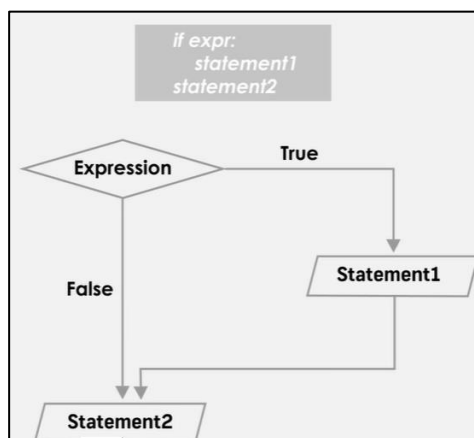 if expr:
statement1
statement2
Expression
True
Statement1
False
Statement2